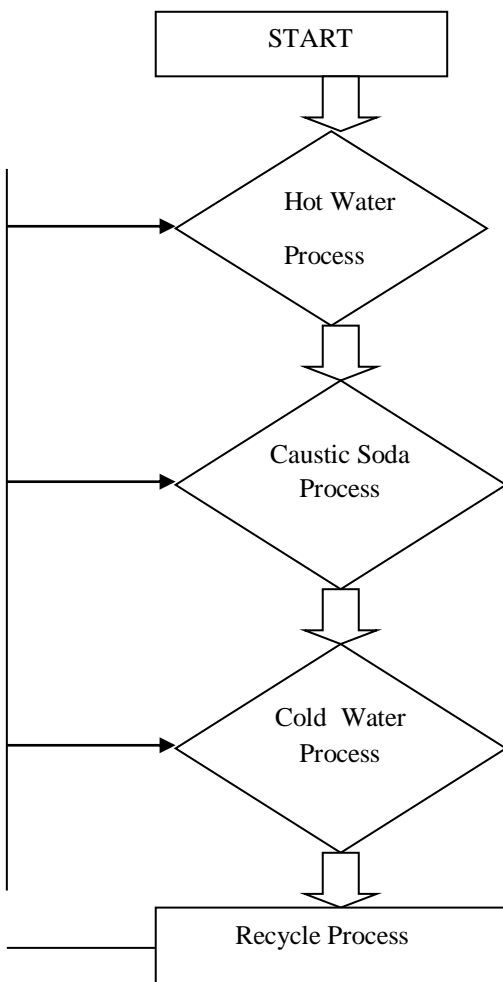 START
Hot Water
Process
Caustic Soda
Process
Cold  Water
Process
Recycle Process